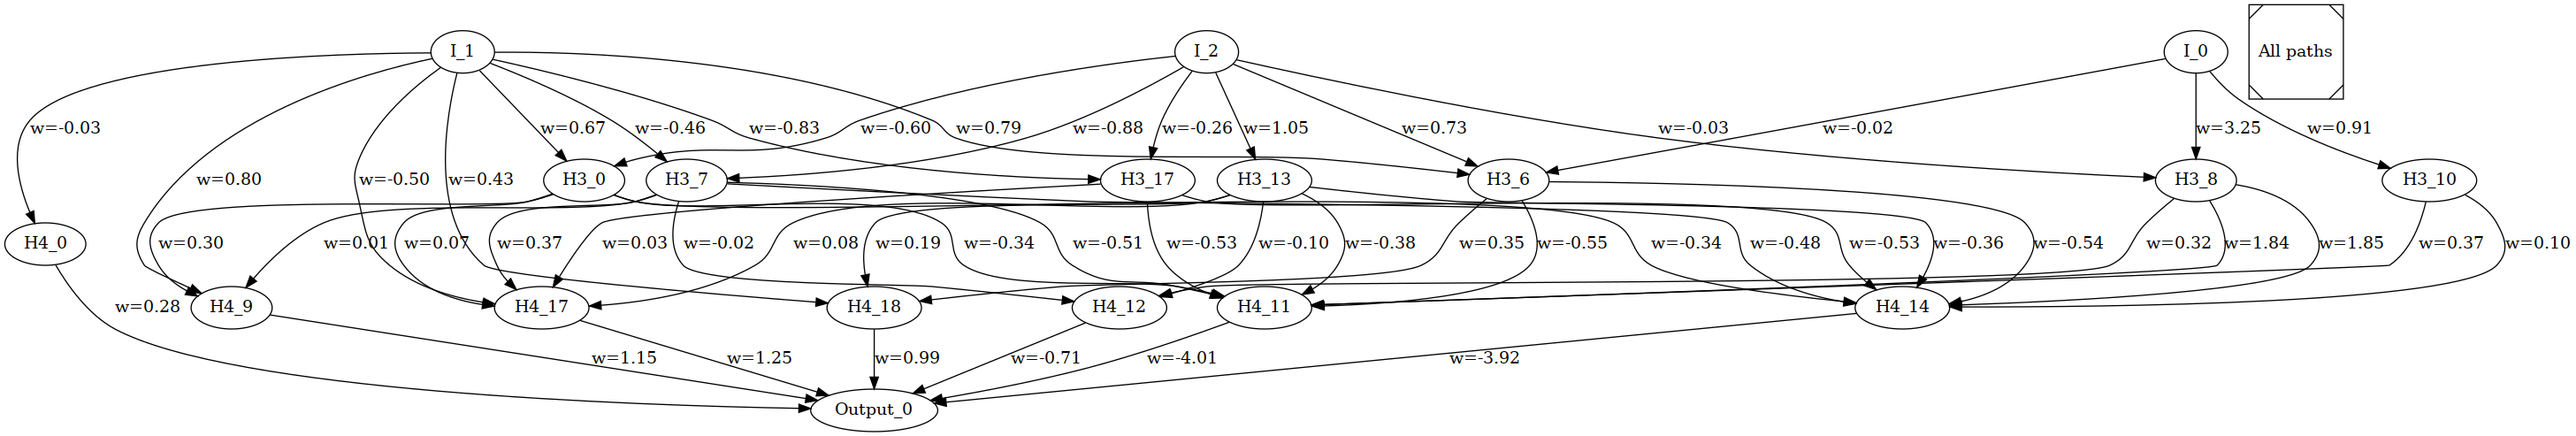 I_1
I_2
I_0
All paths
w=-0.03
w=0.67
w=-0.46
w=-0.83
w=-0.60
w=0.79
w=-0.88
w=-0.26
w=1.05
w=0.73
w=-0.03
w=-0.02
w=3.25
w=0.91
w=0.80
w=-0.50
w=0.43
H3_0
H3_7
H3_17
H3_13
H3_6
H3_8
H3_10
H4_0
w=0.30
w=0.01
w=0.07
w=0.37
w=0.03
w=-0.02
w=0.08
w=0.19
w=-0.34
w=-0.51
w=-0.53
w=-0.10
w=-0.38
w=0.35
w=-0.55
w=-0.34
w=-0.48
w=-0.53
w=-0.36
w=-0.54
w=0.32
w=1.84
w=1.85
w=0.37
w=0.10
w=0.28
H4_9
H4_17
H4_18
H4_12
H4_11
H4_14
w=1.15
w=1.25
w=0.99
w=-0.71
w=-4.01
w=-3.92
Output_0